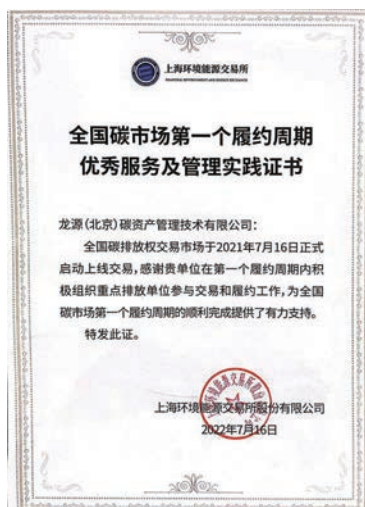 上海环境能源交易所
SHANGHAI ENVIRONMENT AND ENERGY EXCHANGE
全国碳市场第一个履约周期
优秀服务及管理实践证书
龙源(北京)碳资产管理技术有限公司:
全国碳排放权交易市场于2021年7月16日正式
启动上线交易,感谢贵单位在第一个履约周期内积
极组织重点排放单位参与交易和履约工作,为全国
碳市场第一个履约周期的顺利完成提供了有力支持。
特发此证。
上海环境能源交易所股份有限公司
2022年7月16日